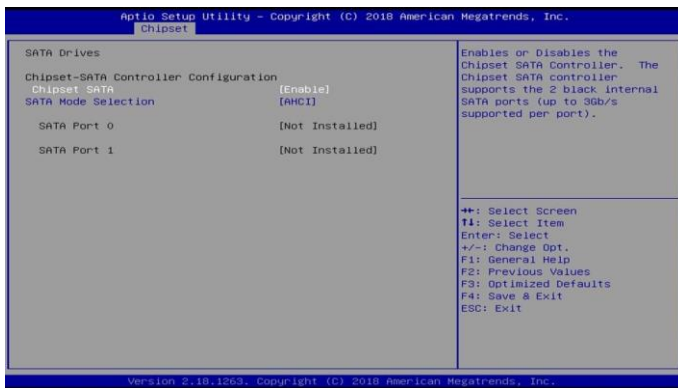 Aptio Setup Utility – Copyright (C) 2018 American Megatrends, Inc.
Chipset
SATA Drives
Chipset-SATA Controller Configuration
Chipset SATA [Enable]
SATA Mode Selection [AHCI]
SATA Port 0 [Not Installed]
SATA Port 1 [Not Installed]
Enables or Disables the
Chipset SATA Controller. The
Chipset SATA controller
supports the 2 black internal
SATA ports (up to 3Gb/s
supported per port).
→←: Select Screen
↑↓: Select Item
Enter: Select
+/-: Change Opt.
F1: General Help
F2: Previous Values
F3: Optimized Defaults
F4: Save & Exit
ESC: Exit
Version 2.18.1263. Copyright (C) 2018 American Megatrends, Inc.